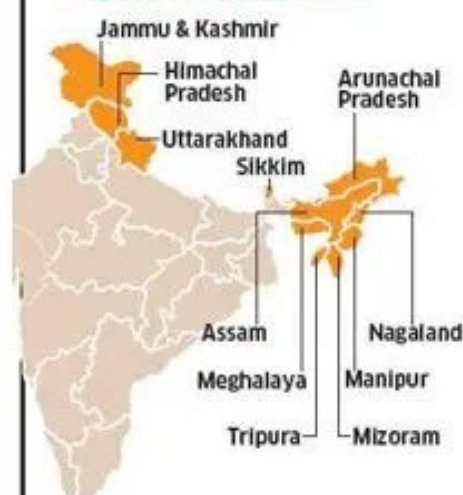 Jammu & Kashmir
Himachal
Pradesh
Uttarakhand
Sikkim
Arunachal
Pradesh
Assam
Nagaland
Meghalaya
Manipur
Tripura
Mizoram